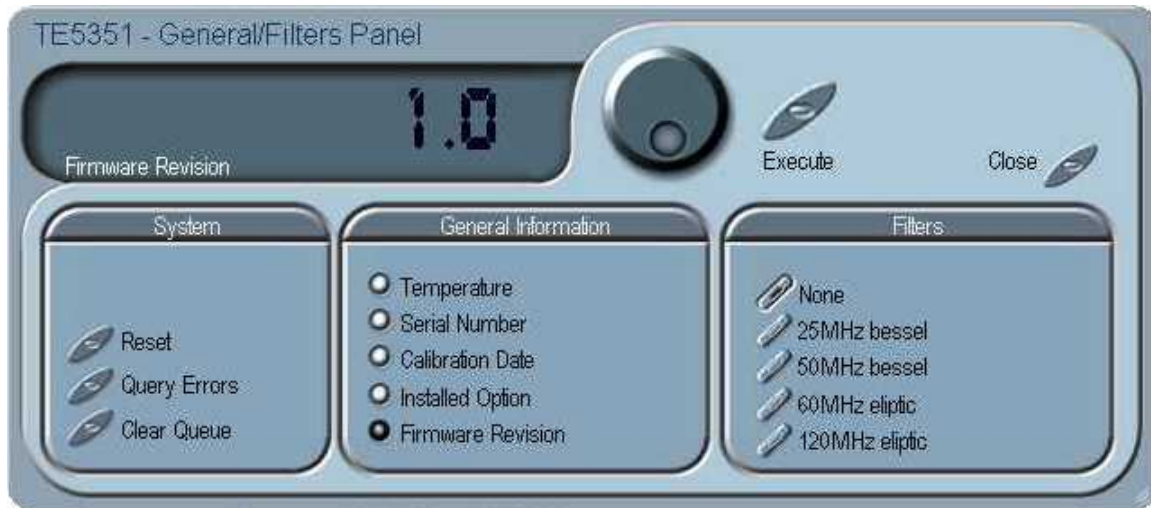 TE5351 - General/Filters Panel
1.0
Firmware Revision
Execute
Close
System
Reset
Query Errors
Clear Queue
General Information
Temperature
Serial Number
Calibration Date
Installed Option
Firmware Revision
Filters
None
25MHz bessel
50MHz bessel
60MHz eliptic
120MHz eliptic